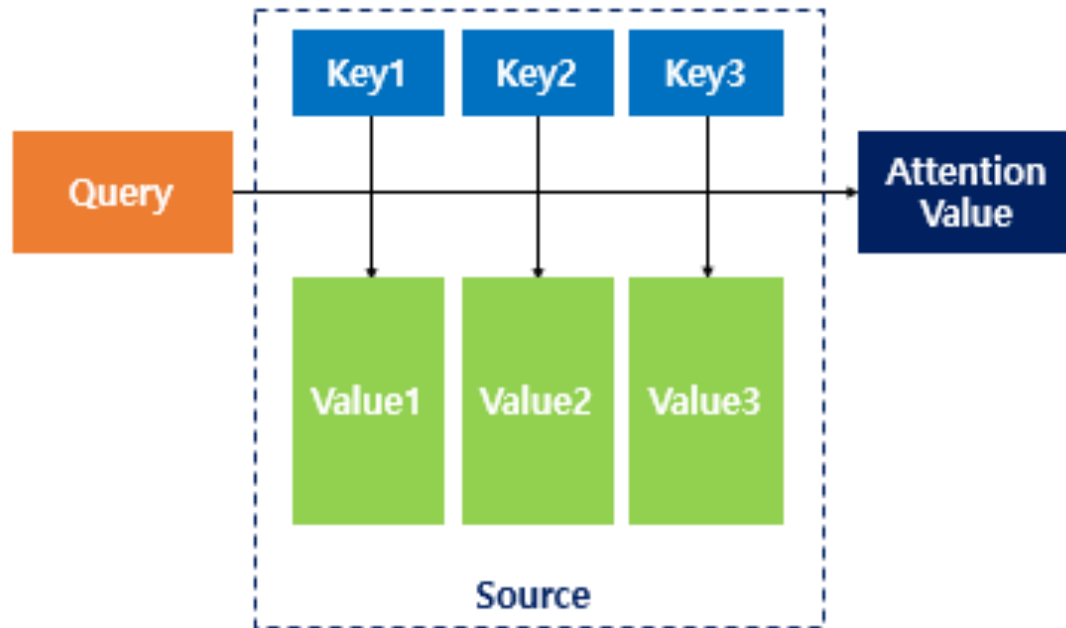 Key1 Key2 Key3
Query
Attention
Value
Value1 Value2 Value3
Source